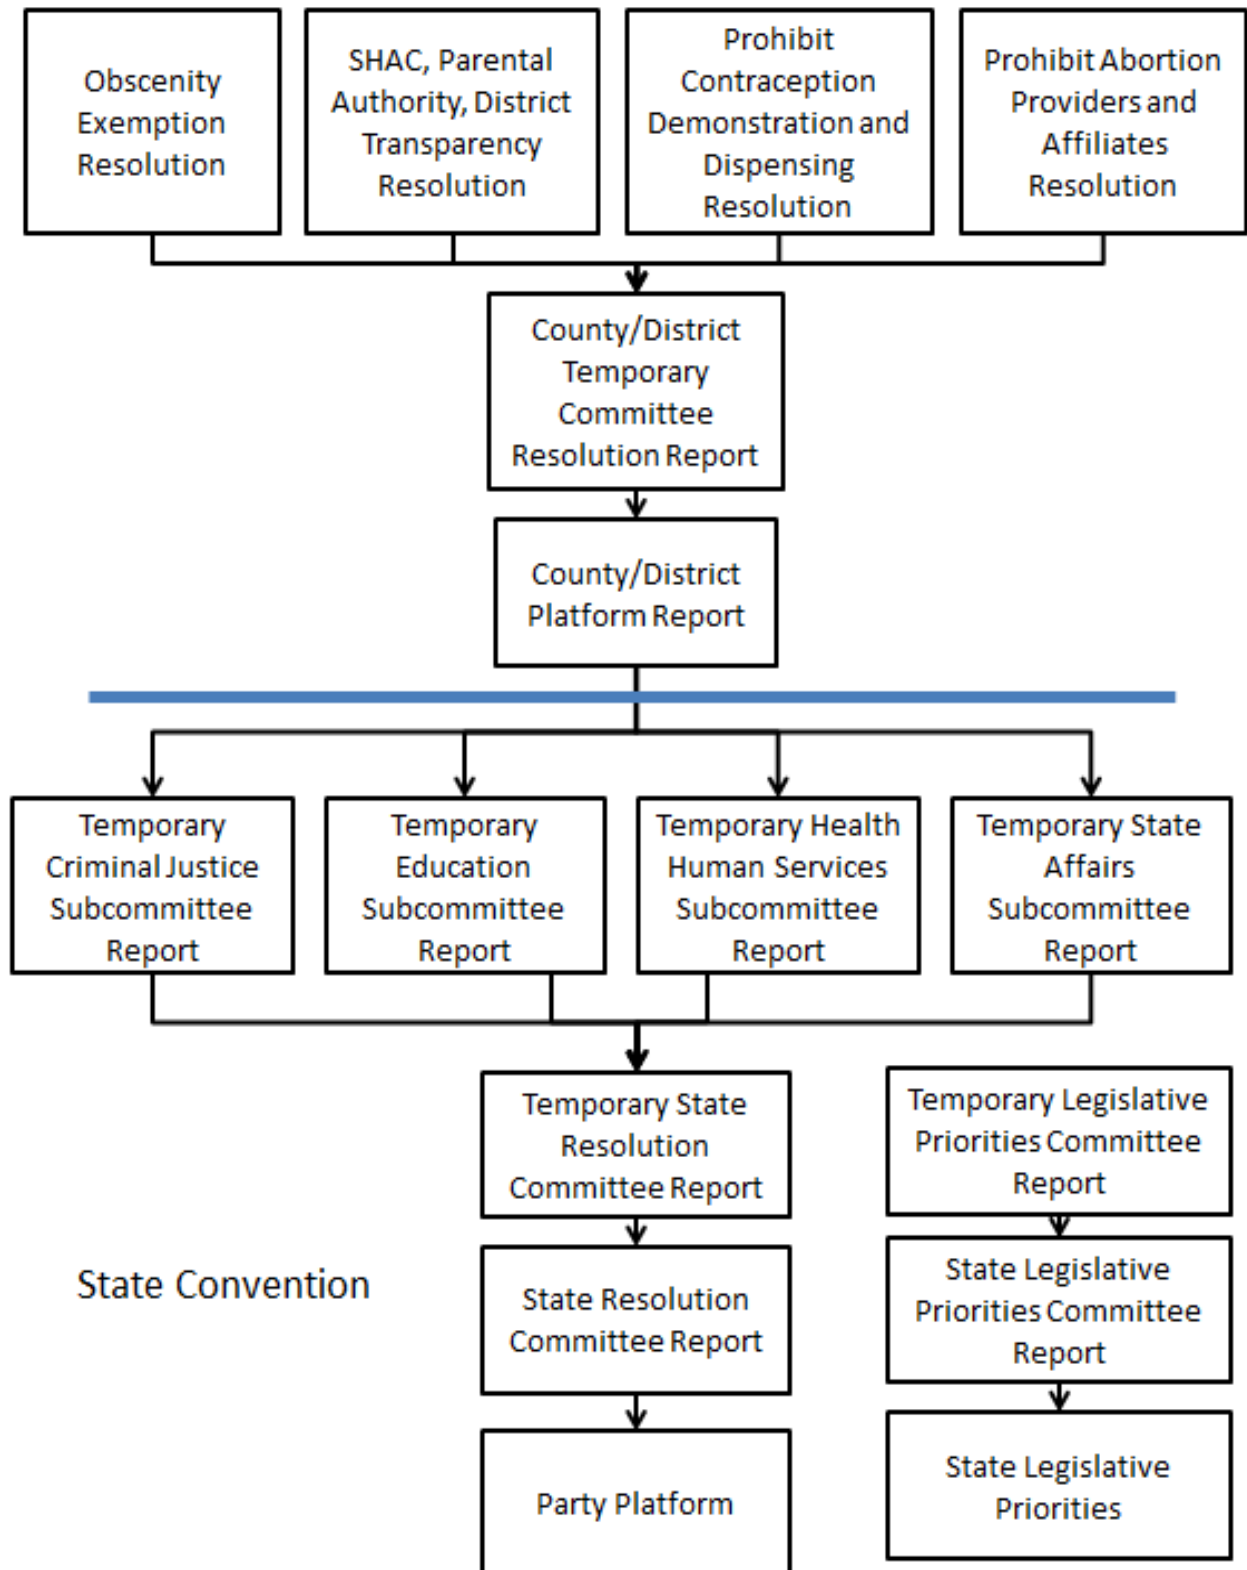 Obscenity
Exemption
Resolution
SHAC, Parental
Authority, District
Transparency
Resolution
Prohibit
Contraception
Demonstration and
Dispensing
Resolution
Prohibit Abortion
Providers and
Affiliates
Resolution
County/District
Temporary
Committee
Resolution Report
County/District
Platform Report
Temporary
Criminal Justice
Subcommittee
Report
Temporary
Education
Subcommittee
Report
Temporary Health
Human Services
Subcommittee
Report
Temporary State
Affairs
Subcommittee
Report
Temporary State
Resolution
Committee Report
Temporary Legislative
Priorities Committee
Report
State Convention
State Resolution
Committee Report
State Legislative
Priorities Committee
Report
Party Platform
State Legislative
Priorities